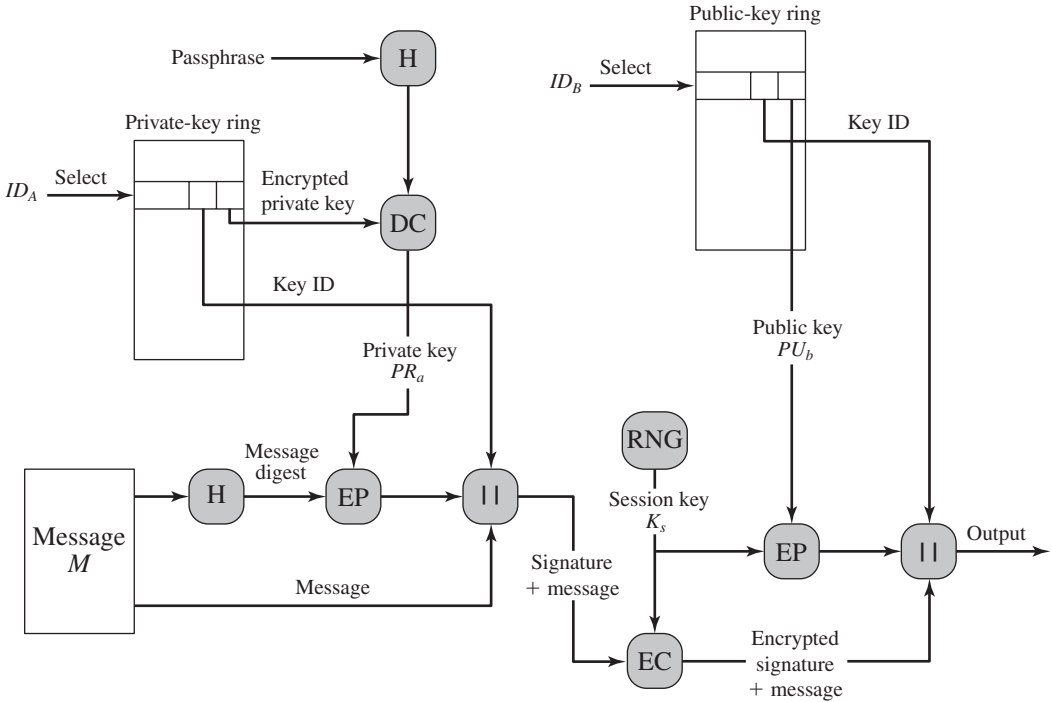 Public-key ring
Passphrase
H
ID_B
Select
Key ID
Private-key ring
ID_A
Select
Encrypted
private key
DC
Key ID
Public key
PU_b
Private key
PR_a
RNG
Message
digest
Session key
K_s
Message
M
H
EP
||
Signature
+ message
EP
||
Output
Message
EC
Encrypted
signature
+ message